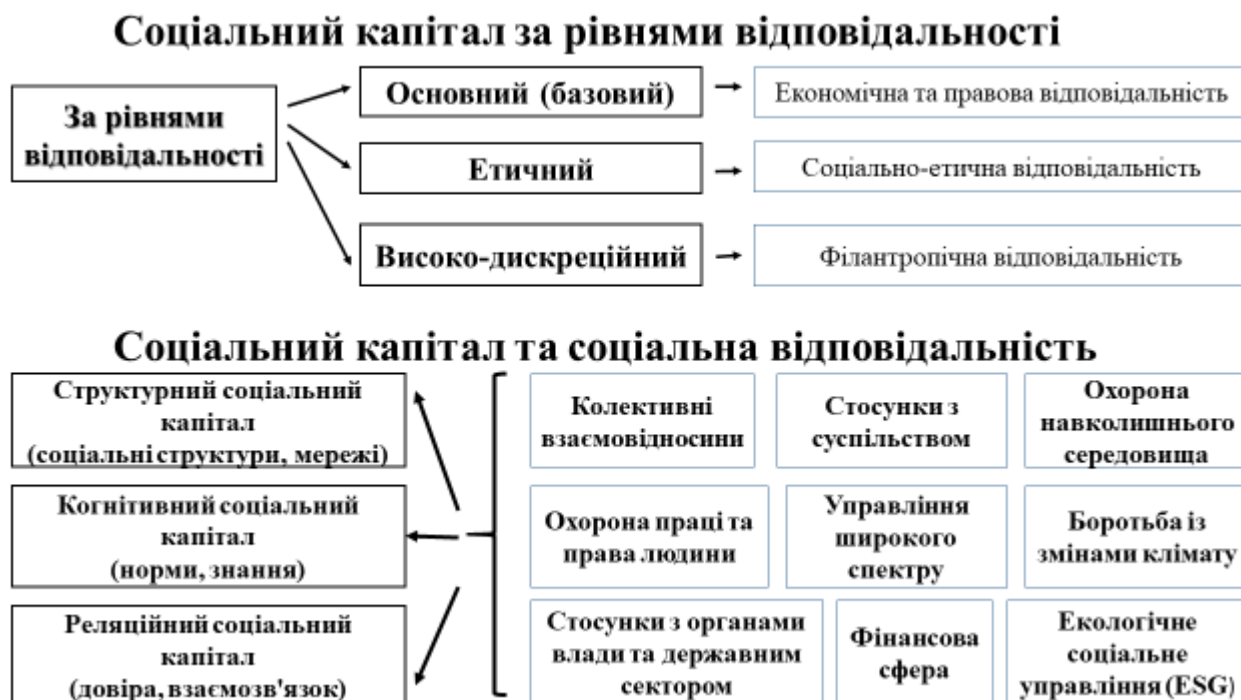 Соціальний капітал за рівнями відповідальності
За рівнями
відповідальності
Основний (базовий)
Економічна та правова відповідальність
Етичний
Соціально-етична відповідальність
Високо-дискреційний
Філантропічна відповідальність
Соціальний капітал та соціальна відповідальність
Структурний соціальний
капітал
(соціальні структури, мережі)
Когнітивний соціальний
капітал
(норми, знання)
Реляційний соціальний
капітал
(довіра, взаємозв'язок)
Колективні
взаємовідносини
Стосунки з
суспільством
Охорона
навколишнього
середовища
Охорона праці та
права людини
Управління
широкого
спектру
Боротьба із
змінами клімату
Стосунки з органами
влади та державним
сектором
Фінансова
сфера
Екологічне
соціальне
управління (ESG)